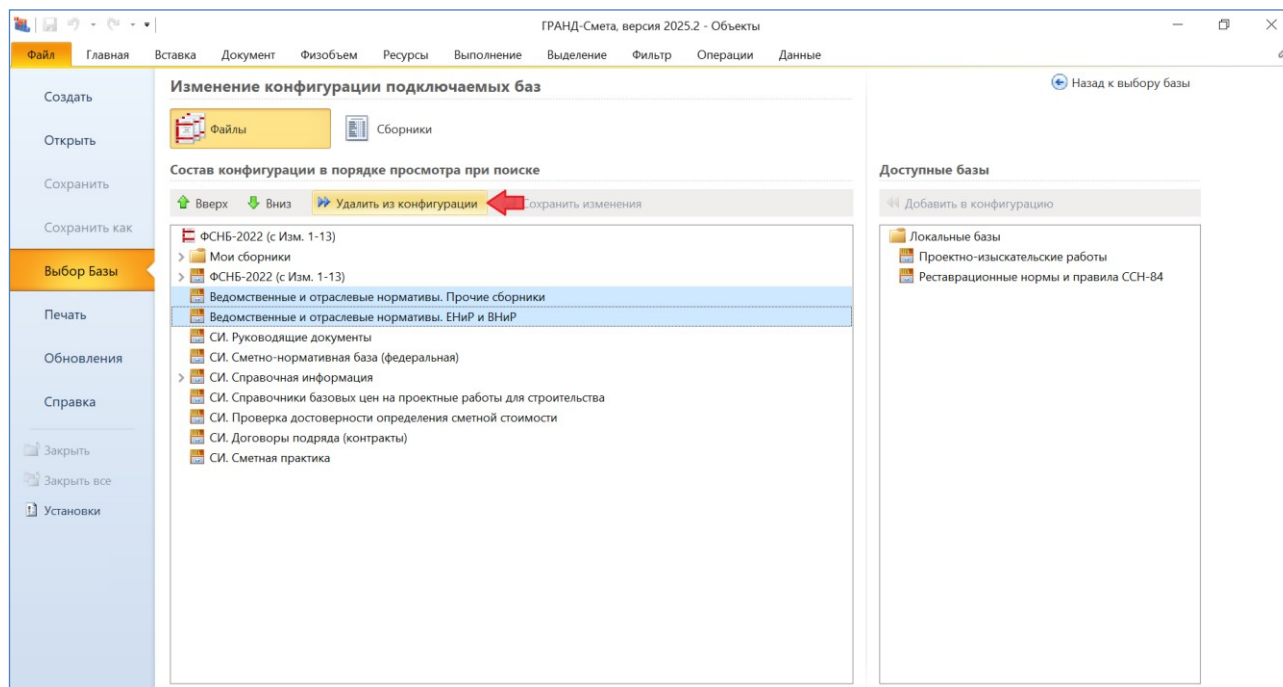 ГРАНД-Смета, версия 2025.2 - Объекты
Файл Главная Вставка Документ Физобъем Ресурсы Выполнение Выделение Фильтр Операции Данные
Создать
Открыть
Сохранить
Сохранить как
Выбор Базы
Печать
Обновления
Справка
Закрыть
Закрыть все
Установки
Изменение конфигурации подключаемых баз
Назад к выбору базы
Файлы Сборники
Состав конфигурации в порядке просмотра при поиске
Вверх Вниз Удалить из конфигурации Сохранить изменения
ФСНБ-2022 (с Изм. 1-13)
Мои сборники
ФСНБ-2022 (с Изм. 1-13)
Ведомственные и отраслевые нормативы. Прочие сборники
Ведомственные и отраслевые нормативы. ЕНиР и ВНиР
СИ. Руководящие документы
СИ. Сметно-нормативная база (федеральная)
СИ. Справочная информация
СИ. Справочники базовых цен на проектные работы для строительства
СИ. Проверка достоверности определения сметной стоимости
СИ. Договоры подряда (контракты)
СИ. Сметная практика
Доступные базы
Добавить в конфигурацию
Локальные базы
Проектно-изыскательские работы
Реставрационные нормы и правила ССН-84